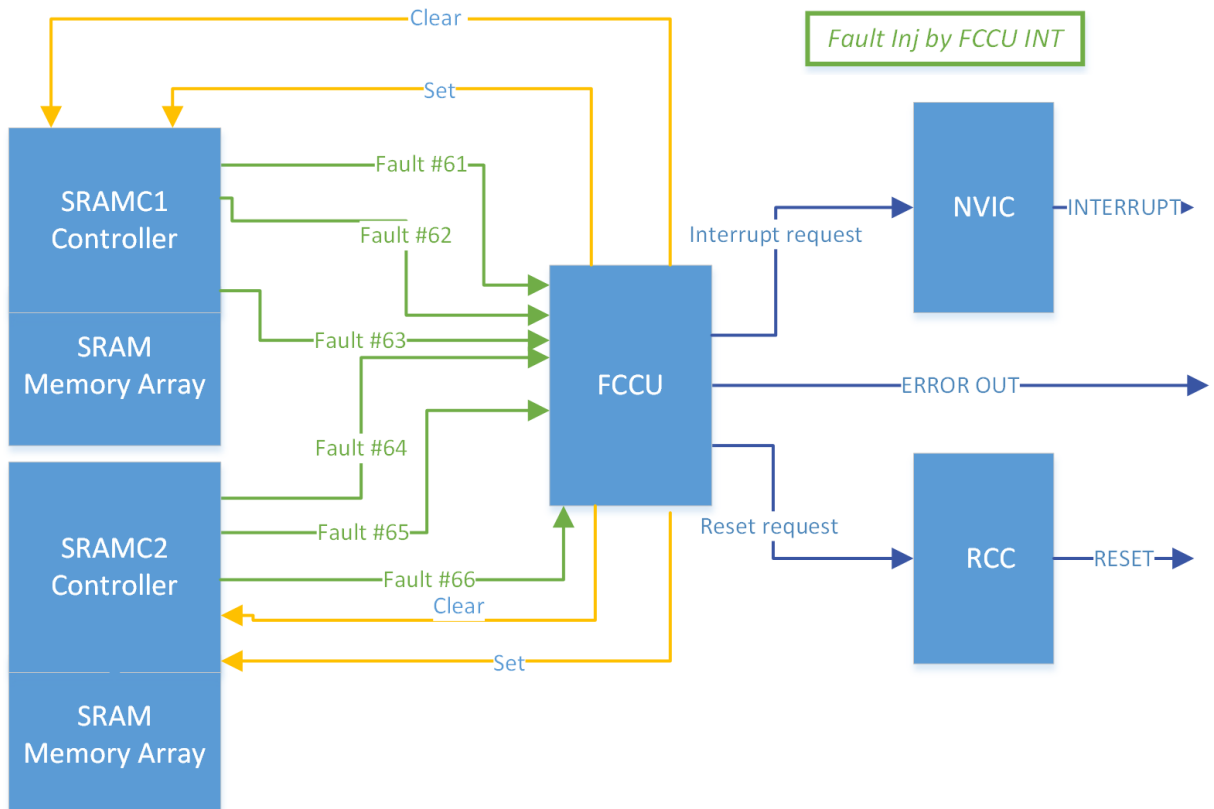 Clear
Fault Inj by FCCU INT
Set
Fault #61
SRAMC1
Controller
NVIC
INTERRUPT
Fault #62
Interrupt request
Fault #63
SRAM
Memory Array
FCCU
ERROR OUT
Fault #64
Reset request
Fault #65
SRAMC2
Controller
RCC
RESET
Fault #66
Clear
Set
SRAM
Memory Array